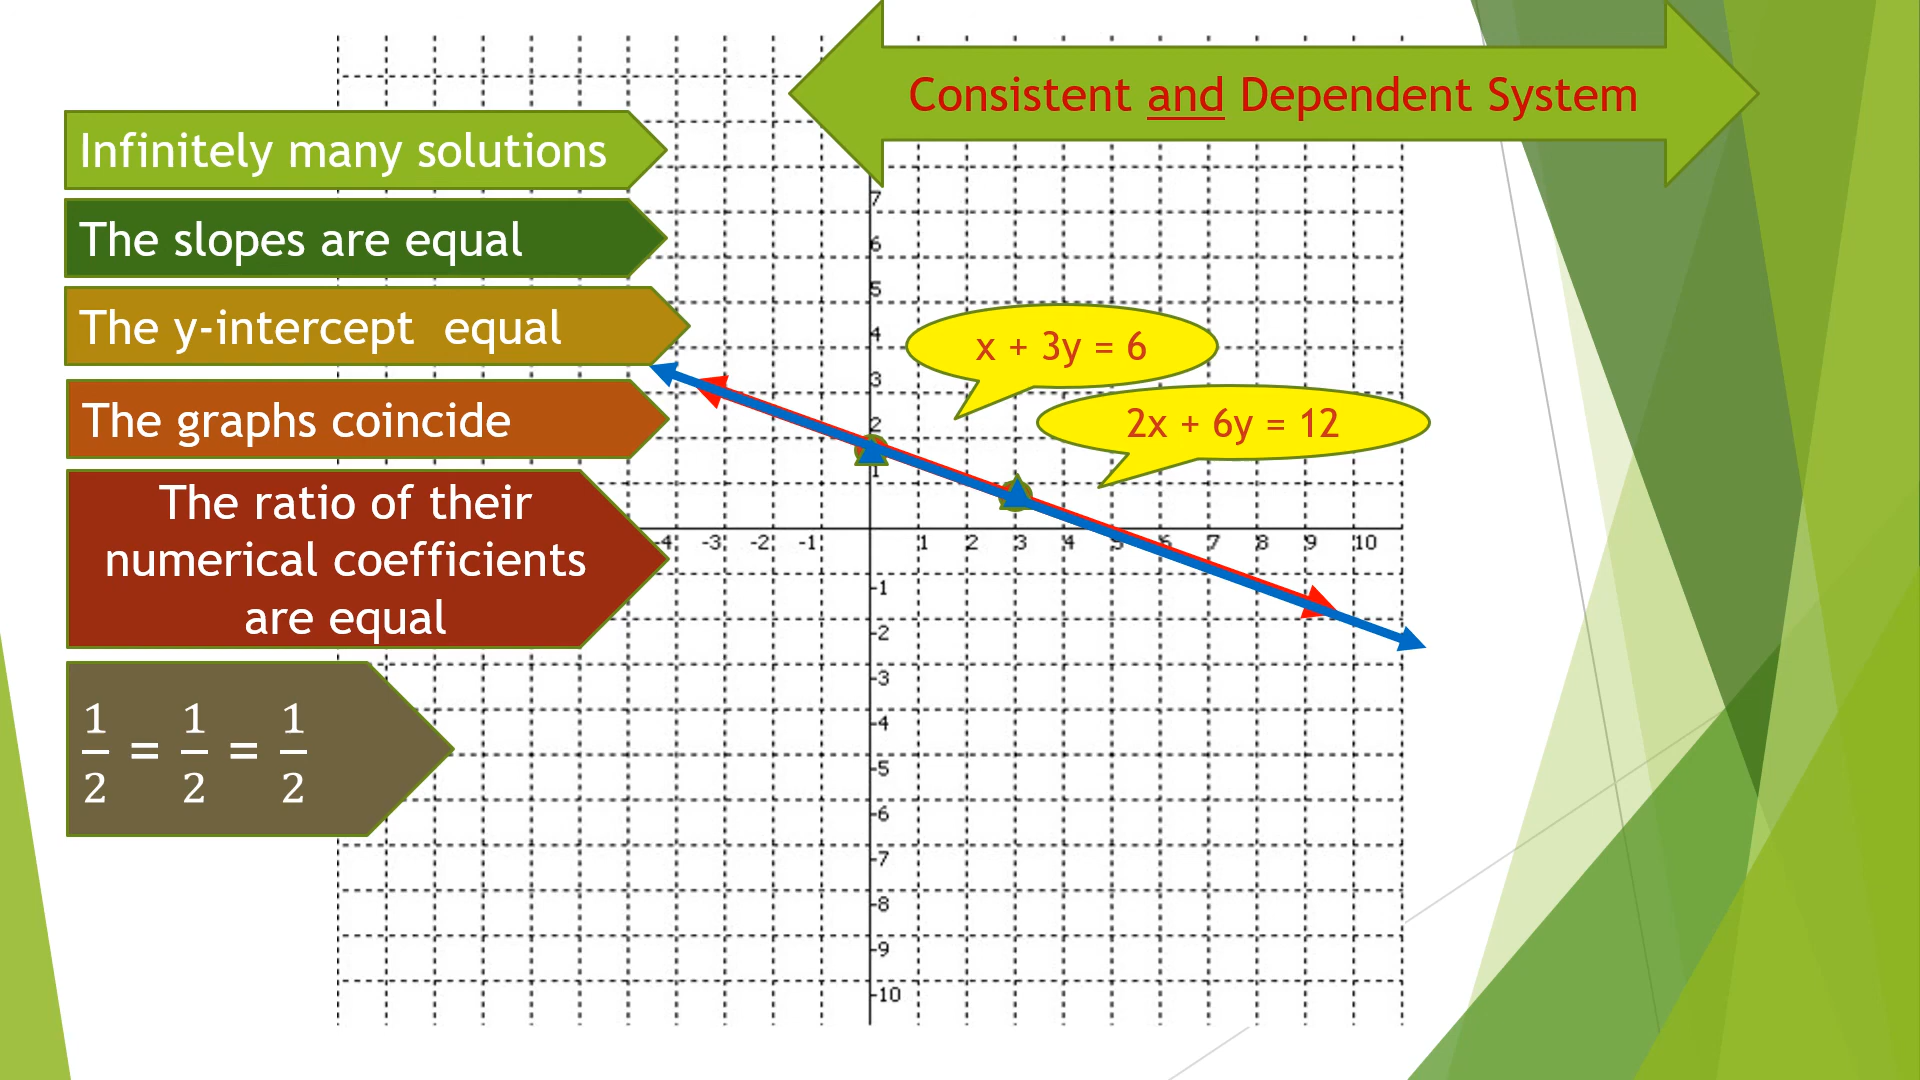 Consistent and Dependent System
Infinitely many solutions
The slopes are equal
The y-intercept  equal
The graphs coincide
The ratio of their
numerical coefficients
are equal
1/2 = 1/2 = 1/2
x + 3y = 6
2x + 6y = 12
7
6
5
4
3
2
1
-4 -3 -2 -1 1 2 3 4 5 6 7 8 9 10
-1
-2
-3
-4
-5
-6
-7
-8
-9
-10